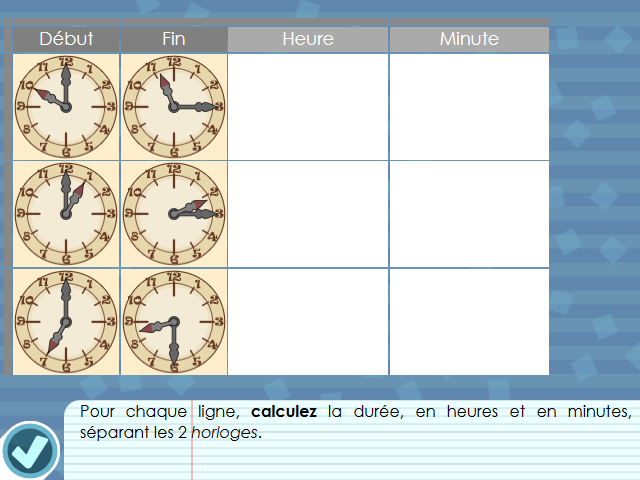 Début Fin Heure Minute
12 1 2 3 4 5 6 7 8 9 10 11
12 1 2 3 4 5 6 7 8 9 10 11
12 1 2 3 4 5 6 7 8 9 10 11
12 1 2 3 4 5 6 7 8 9 10 11
12 1 2 3 4 5 6 7 8 9 10 11
12 1 2 3 4 5 6 7 8 9 10 11
Pour chaque ligne, calculez la durée, en heures et en minutes,
séparant les 2 horloges.